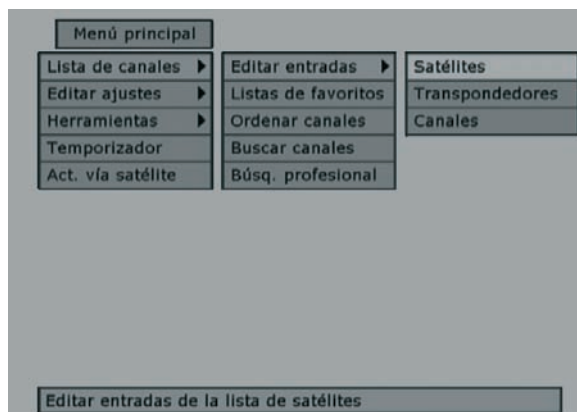 Menú principal
Lista de canales
Editar ajustes
Herramientas
Temporizador
Act. vía satélite
Editar entradas
Listas de favoritos
Ordenar canales
Buscar canales
Búsq. profesional
Satélites
Transpondedores
Canales
Editar entradas de la lista de satélites